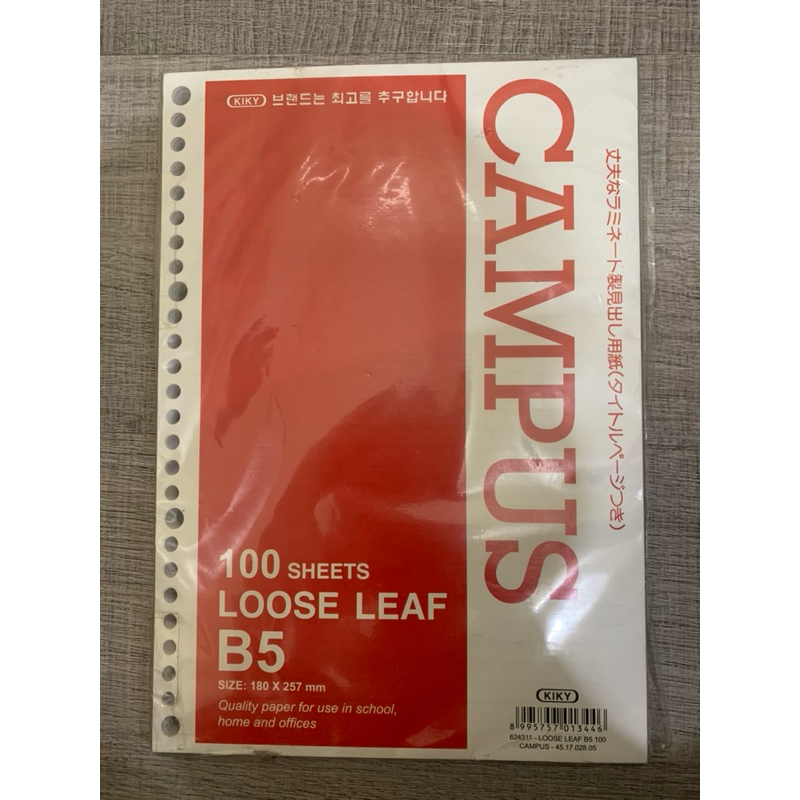 KIKY 브랜드는 최고를 추구합니다
CAMPUS
丈夫なラミネート製見出し用紙(タイトルページつき)
100 SHEETS
LOOSE LEAF
B5
SIZE: 180 X 257 mm
Quality paper for use in school,
home and offices
KIKY
8 995757 013446
624311 - LOOSE LEAF B5 100
CAMPUS - 45.17.028.05